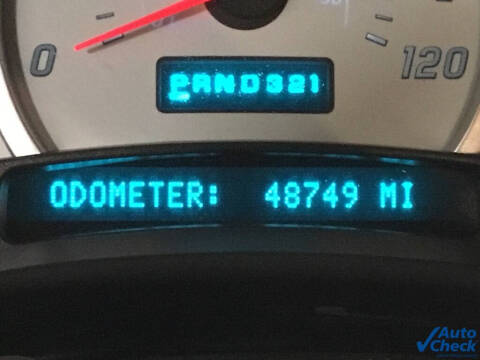 0
120
PRND321
ODOMETER: 48749 MI
Auto
Check